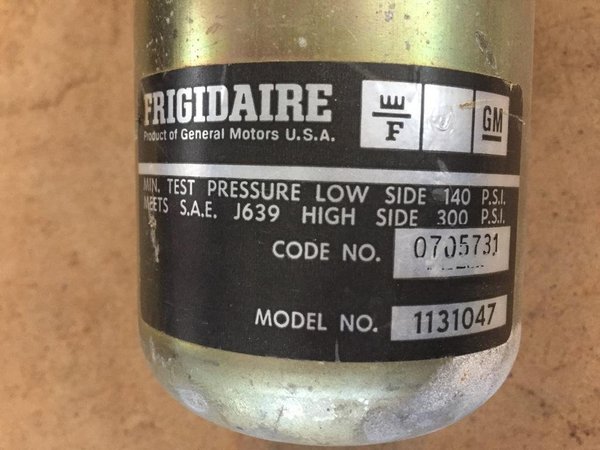 FRIGIDAIRE
Product of General Motors U.S.A.
F
GM
MIN. TEST PRESSURE LOW SIDE 140 P.S.I.
MEETS S.A.E. J639 HIGH SIDE 300 P.S.I.
CODE NO. 0705731
MODEL NO. 1131047